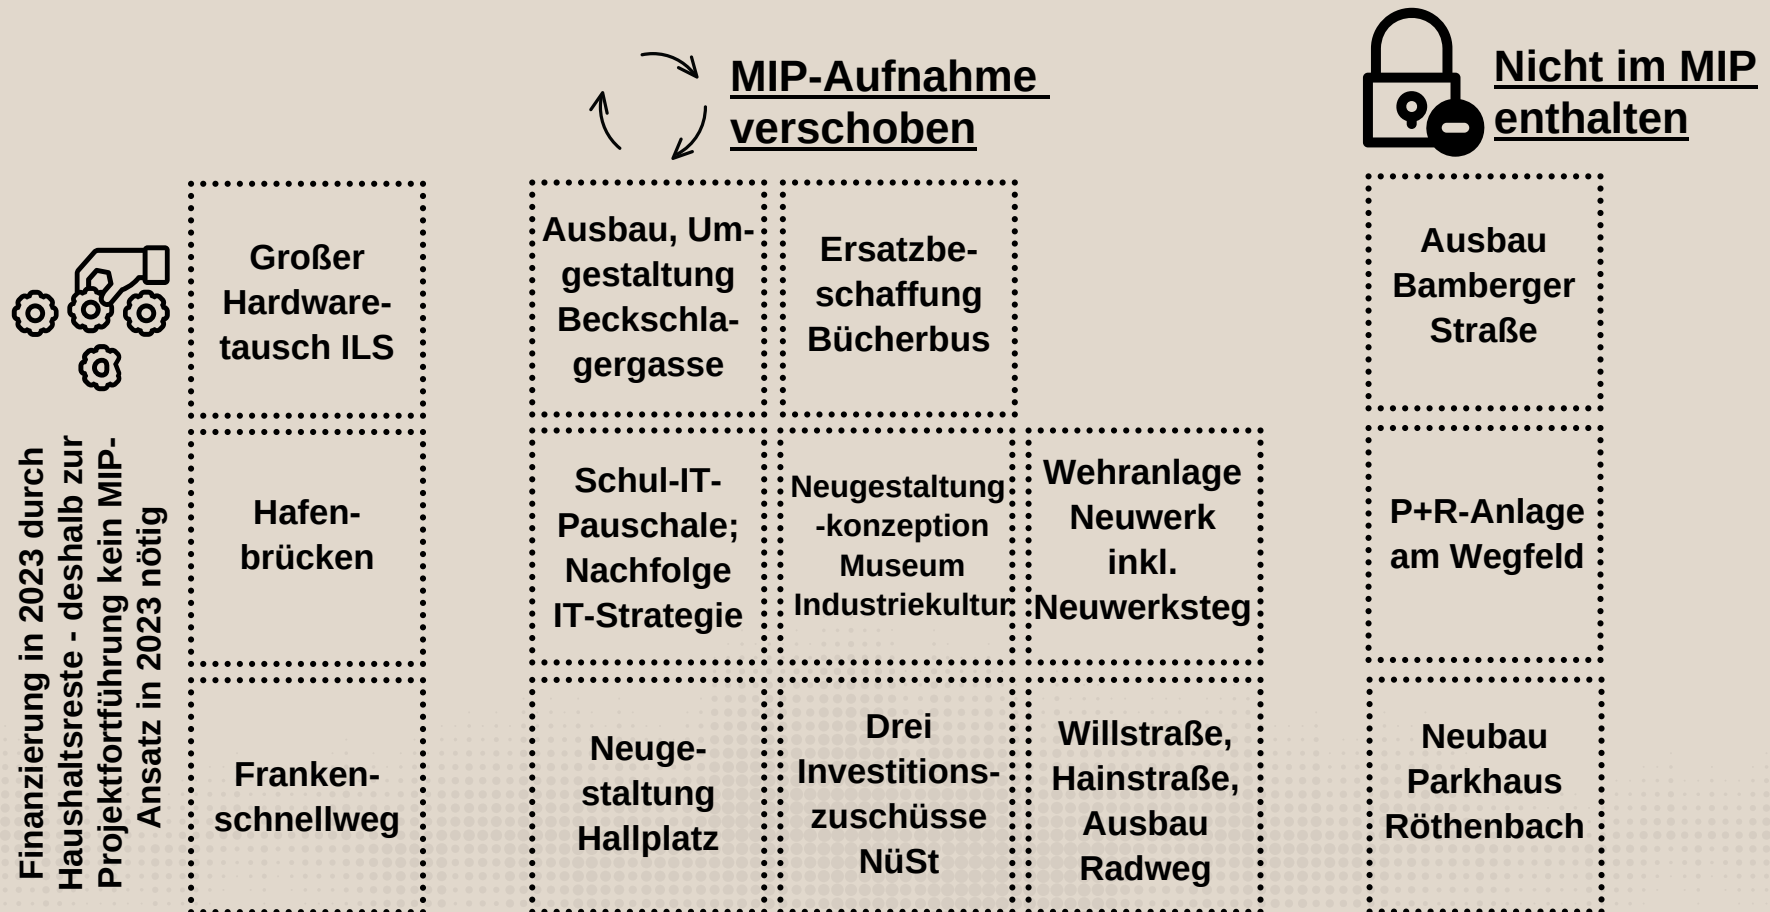 MIP-Aufnahme
verschoben
Nicht im MIP
enthalten
Finanzierung in 2023 durch
Haushaltsreste - deshalb zur
Projektfortführung kein MIP-
Ansatz in 2023 nötig
Großer
Hardware-
tausch ILS
Hafen-
brücken
Franken-
schnellweg
Ausbau, Um-
gestaltung
Beckschla-
gergasse
Ersatzbe-
schaffung
Bücherbus
Schul-IT-
Pauschale;
Nachfolge
IT-Strategie
Neugestaltung
-konzeption
Museum
Industriekultur
Wehranlage
Neuwerk
inkl.
Neuwerksteg
Neuge-
staltung
Hallplatz
Drei
Investitions-
zuschüsse
NüSt
Willstraße,
Hainstraße,
Ausbau
Radweg
Ausbau
Bamberger
Straße
P+R-Anlage
am Wegfeld
Neubau
Parkhaus
Röthenbach